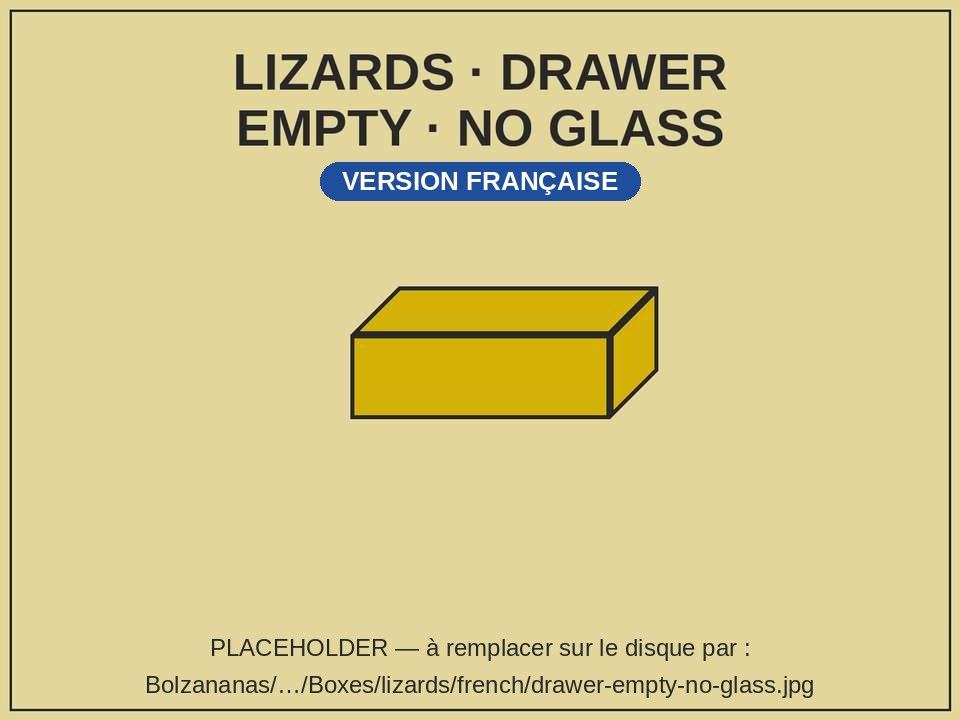 LIZARDS · DRAWER
EMPTY · NO GLASS
VERSION FRANÇAISE
PLACEHOLDER — à remplacer sur le disque par :
Bolzananas/…/Boxes/lizards/french/drawer-empty-no-glass.jpg